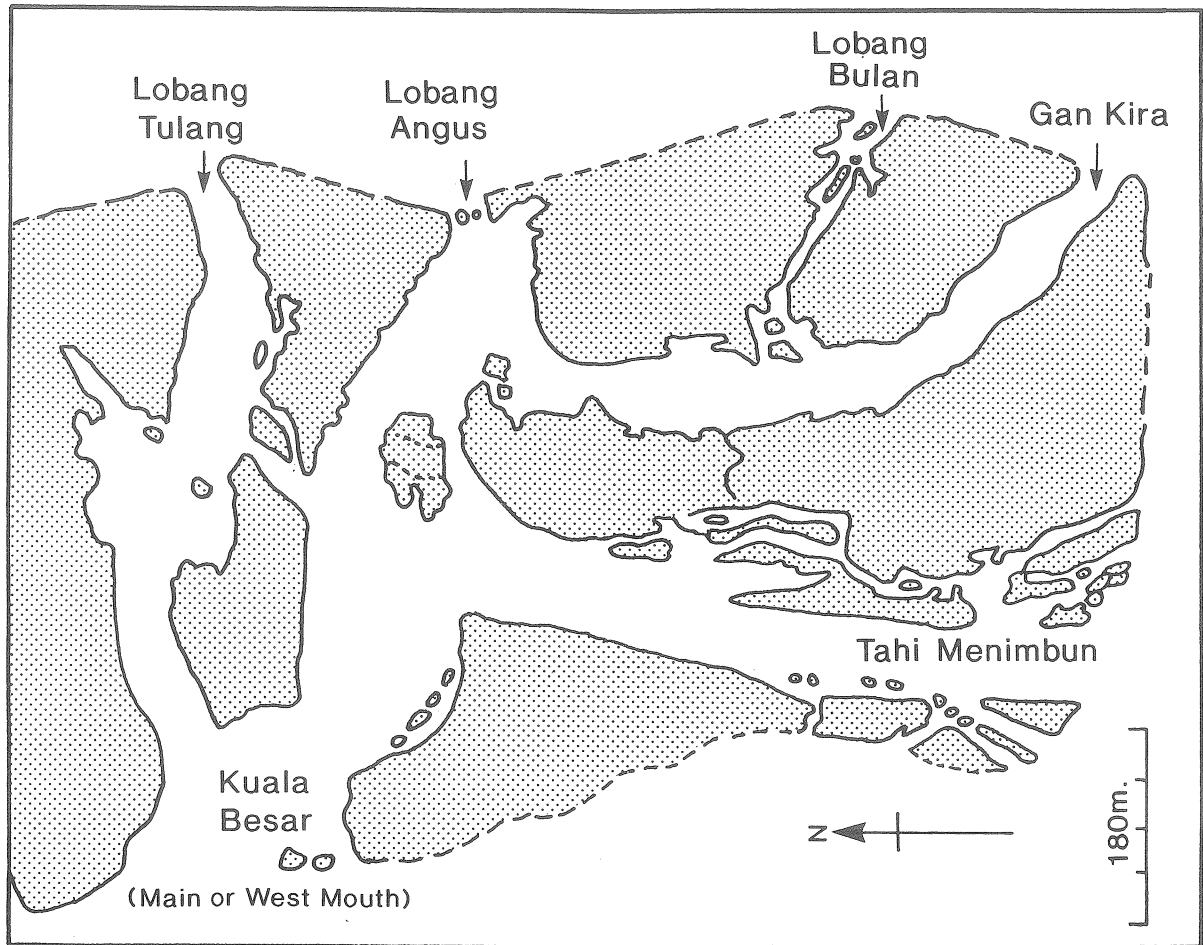 Lobang
Tulang
Lobang
Angus
Lobang
Bulan
Gan Kira
Tahi Menimbun
Kuala
Besar
(Main or West Mouth)
N
180m.